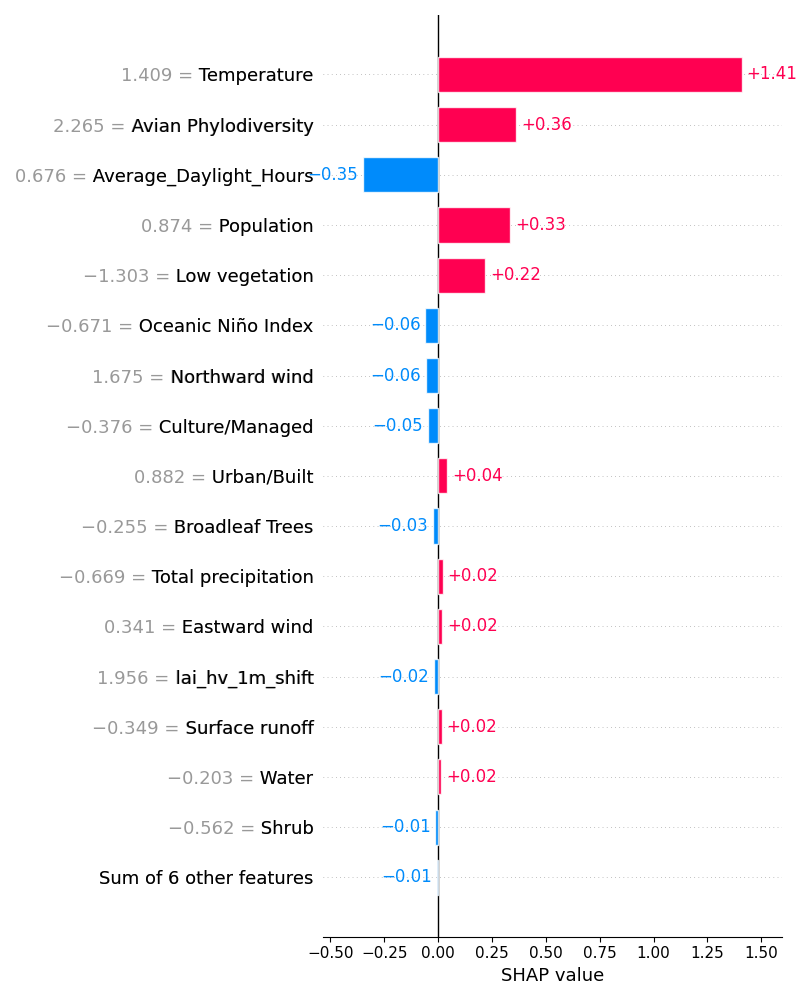 1.409 = Temperature +1.41
2.265 = Avian Phylodiversity +0.36
0.676 = Average_Daylight_Hours −0.35
0.874 = Population +0.33
−1.303 = Low vegetation +0.22
−0.671 = Oceanic Niño Index −0.06
1.675 = Northward wind −0.06
−0.376 = Culture/Managed −0.05
0.882 = Urban/Built +0.04
−0.255 = Broadleaf Trees −0.03
−0.669 = Total precipitation +0.02
0.341 = Eastward wind +0.02
1.956 = lai_hv_1m_shift −0.02
−0.349 = Surface runoff +0.02
−0.203 = Water +0.02
−0.562 = Shrub −0.01
Sum of 6 other features −0.01
−0.50 −0.25 0.00 0.25 0.50 0.75 1.00 1.25 1.50
SHAP value